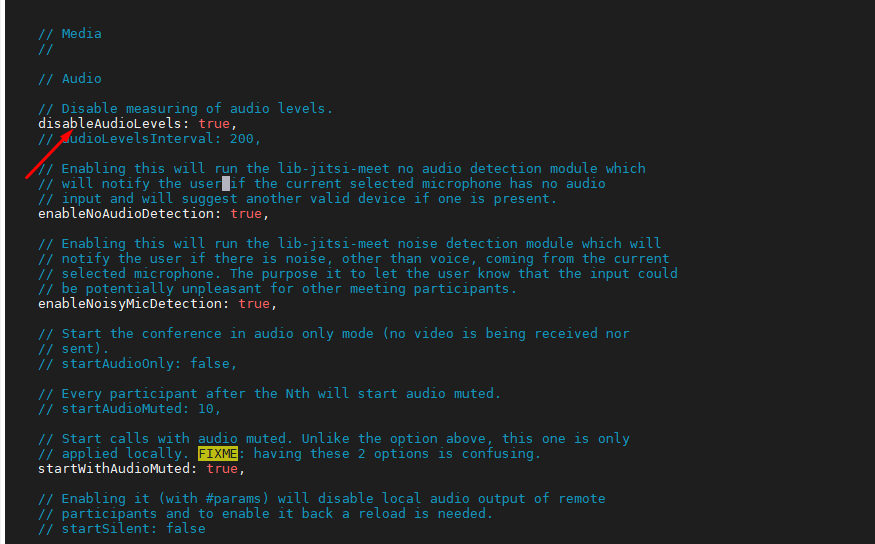 // Media
//
// Audio
// Disable measuring of audio levels.
disableAudioLevels: true,
// audioLevelsInterval: 200,
// Enabling this will run the lib-jitsi-meet no audio detection module which
// will notify the user if the current selected microphone has no audio
// input and will suggest another valid device if one is present.
enableNoAudioDetection: true,
// Enabling this will run the lib-jitsi-meet noise detection module which will
// notify the user if there is noise, other than voice, coming from the current
// selected microphone. The purpose it to let the user know that the input could
// be potentially unpleasant for other meeting participants.
enableNoisyMicDetection: true,
// Start the conference in audio only mode (no video is being received nor
// sent).
// startAudioOnly: false,
// Every participant after the Nth will start audio muted.
// startAudioMuted: 10,
// Start calls with audio muted. Unlike the option above, this one is only
// applied locally. FIXME: having these 2 options is confusing.
startWithAudioMuted: true,
// Enabling it (with #params) will disable local audio output of remote
// participants and to enable it back a reload is needed.
// startSilent: false